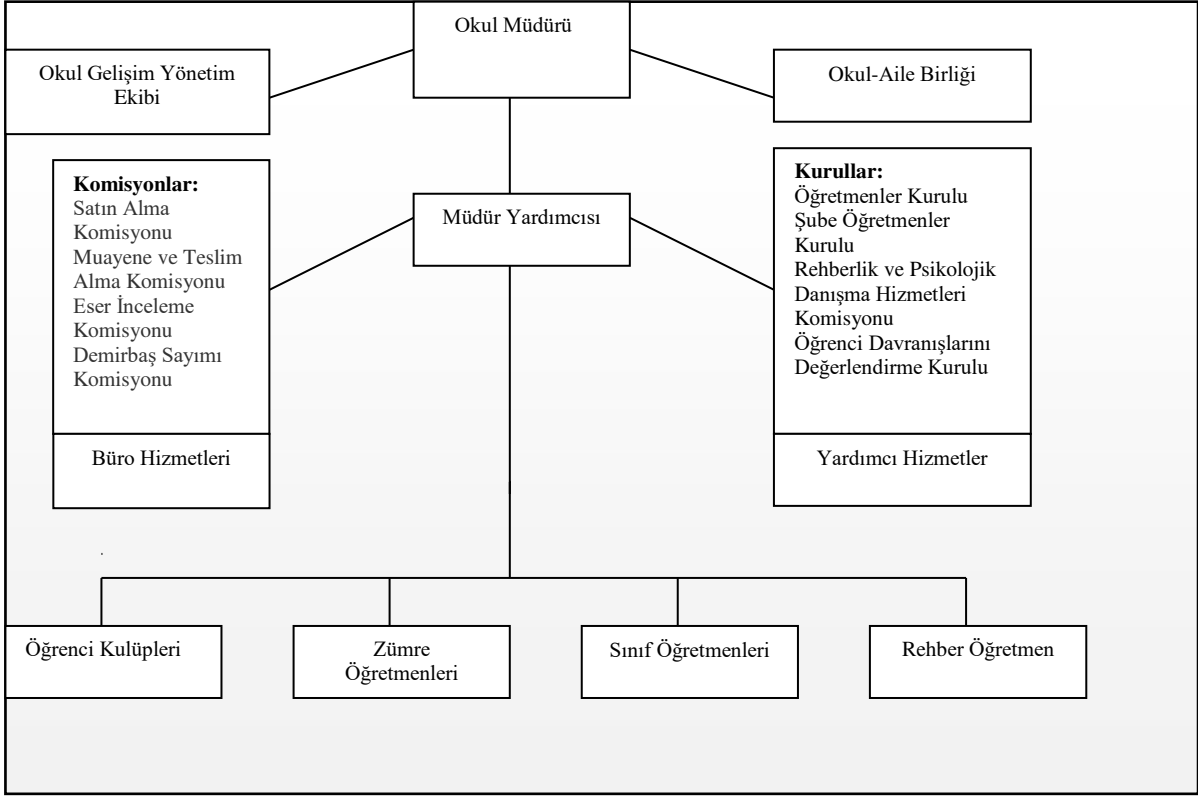 Okul Müdürü
Okul Gelişim Yönetim
Ekibi
Okul-Aile Birliği
Komisyonlar:
Satın Alma
Komisyonu
Muayene ve Teslim
Alma Komisyonu
Eser İnceleme
Komisyonu
Demirbaş Sayımı
Komisyonu
Müdür Yardımcısı
Kurullar:
Öğretmenler Kurulu
Şube Öğretmenler
Kurulu
Rehberlik ve Psikolojik
Danışma Hizmetleri
Komisyonu
Öğrenci Davranışlarını
Değerlendirme Kurulu
Büro Hizmetleri
Yardımcı Hizmetler
Öğrenci Kulüpleri
Zümre
Öğretmenleri
Sınıf Öğretmenleri
Rehber Öğretmen